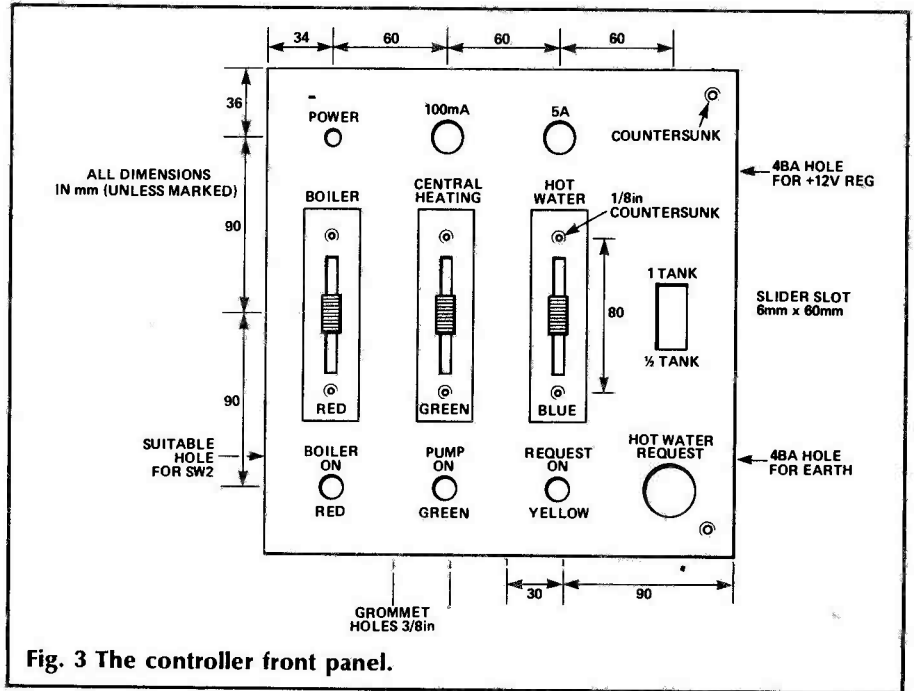 34 60 60 60
36
POWER 100mA 5A
COUNTERSUNK
ALL DIMENSIONS
IN mm (UNLESS MARKED)
4BA HOLE
FOR +12V REG
90
BOILER
CENTRAL
HEATING
HOT
WATER
1/8in
COUNTERSUNK
1 TANK
SLIDER SLOT
6mm x 60mm
80
½ TANK
90
RED GREEN BLUE
SUITABLE
HOLE
FOR SW2
BOILER
ON
PUMP
ON
REQUEST
ON
HOT WATER
REQUEST
4BA HOLE
FOR EARTH
RED GREEN YELLOW
30 90
GROMMET
HOLES 3/8in
Fig. 3 The controller front panel.